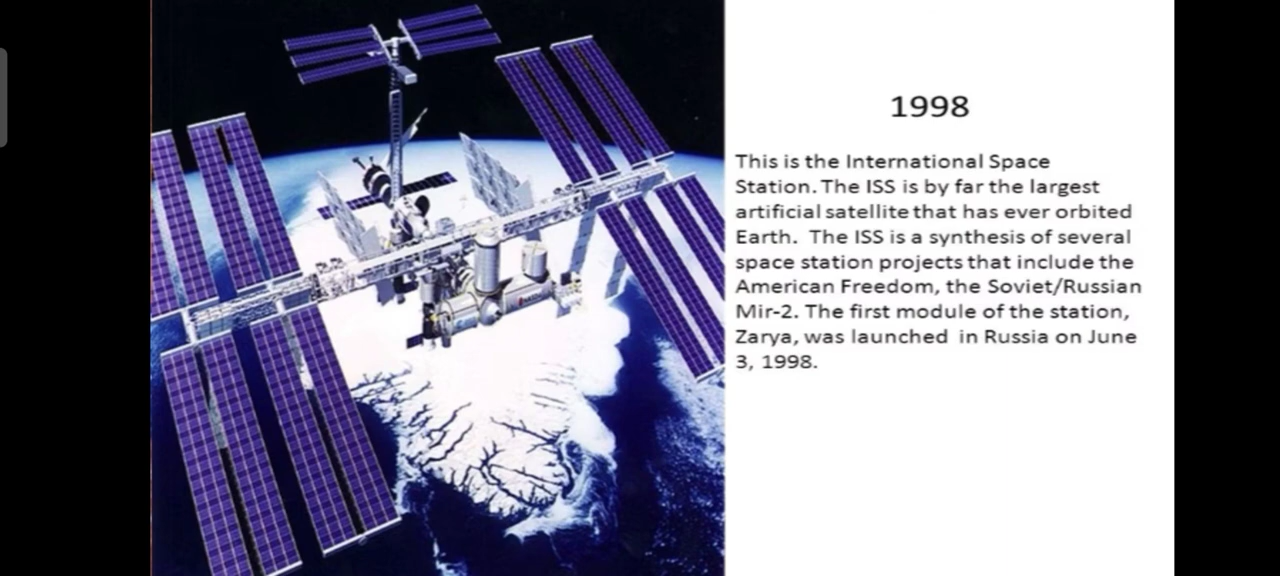 1998
This is the International Space
Station. The ISS is by far the largest
artificial satellite that has ever orbited
Earth.  The ISS is a synthesis of several
space station projects that include the
American Freedom, the Soviet/Russian
Mir-2. The first module of the station,
Zarya, was launched  in Russia on June
3, 1998.